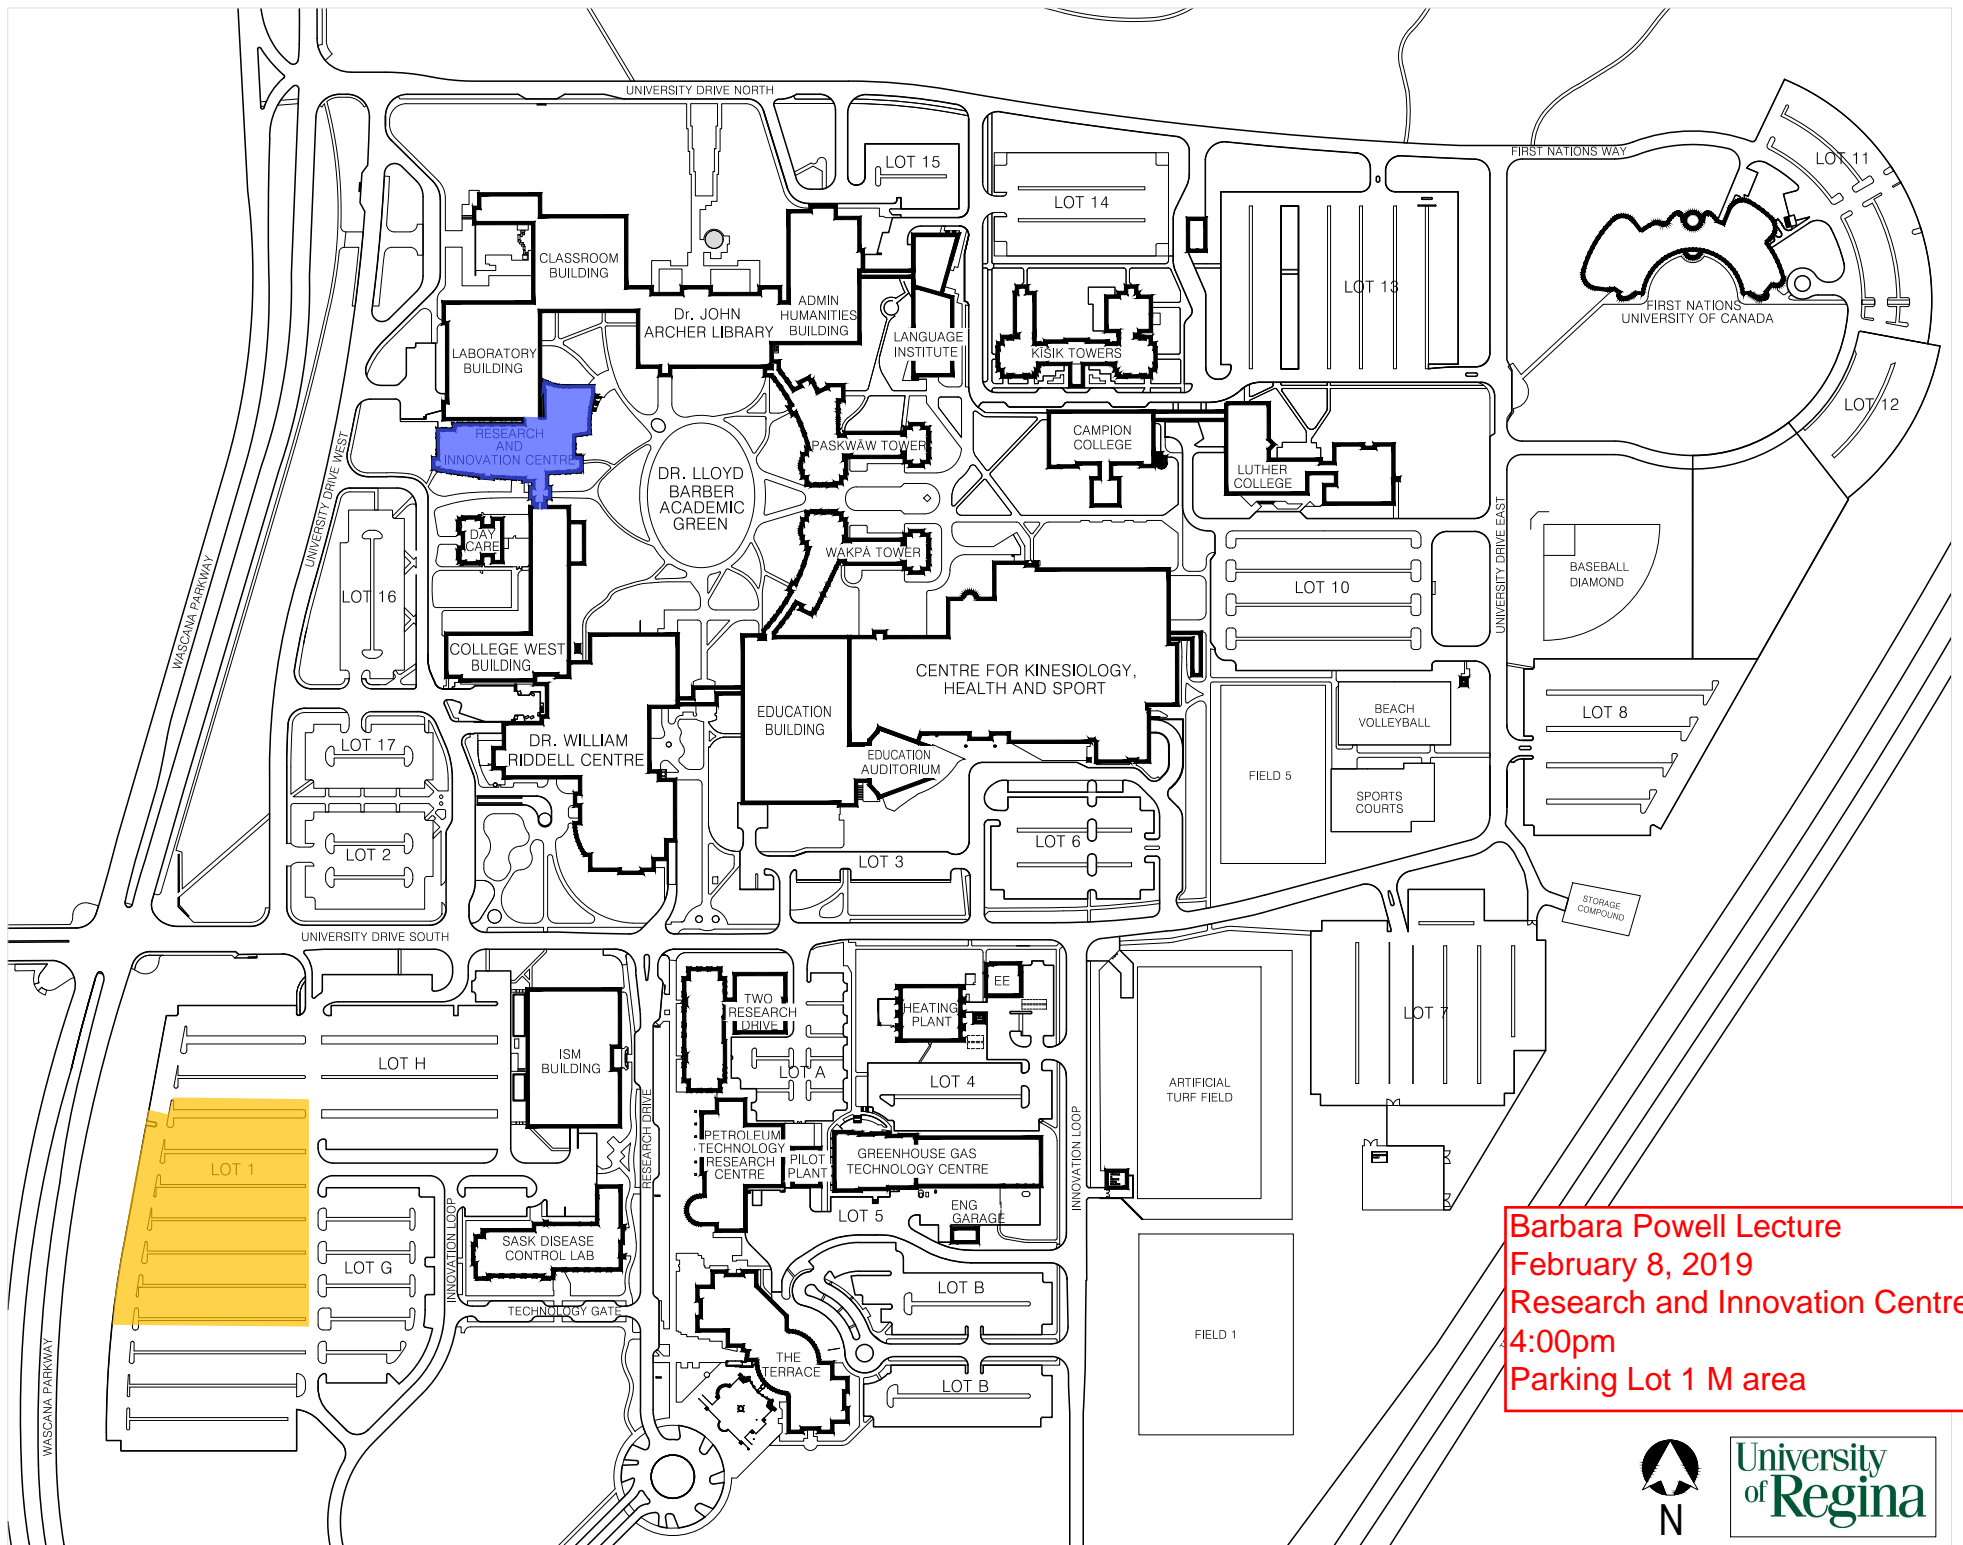 UNIVERSITY DRIVE NORTH
FIRST NATIONS WAY
LOT 15
LOT 11
LOT 14
CLASSROOM
BUILDING
LOT 13
ADMIN
HUMANITIES
BUILDING
Dr. JOHN
ARCHER LIBRARY
FIRST NATIONS
UNIVERSITY OF CANADA
LANGUAGE
INSTITUTE
KĪSIK TOWERS
LABORATORY
BUILDING
LOT 12
RESEARCH
AND
INNOVATION CENTRE
PASKWĀW TOWER
CAMPION
COLLEGE
LUTHER
COLLEGE
UNIVERSITY DRIVE WEST
DR. LLOYD
BARBER
ACADEMIC
GREEN
UNIVERSITY DRIVE EAST
DAY
CARE
WAKPĀ TOWER
BASEBALL
DIAMOND
WASCANA PARKWAY
LOT 16
LOT 10
COLLEGE WEST
BUILDING
CENTRE FOR KINESIOLOGY,
HEALTH AND SPORT
EDUCATION
BUILDING
BEACH
VOLLEYBALL
LOT 8
LOT 17
DR. WILLIAM
RIDDELL CENTRE
EDUCATION
AUDITORIUM
FIELD 5
SPORTS
COURTS
LOT 2
LOT 3
LOT 6
STORAGE
COMPOUND
UNIVERSITY DRIVE SOUTH
TWO
RESEARCH
DRIVE
EE
HEATING
PLANT
LOT 7
LOT H
ISM
BUILDING
LOT A
LOT 4
ARTIFICIAL
TURF FIELD
RESEARCH DRIVE
INNOVATION LOOP
LOT 1
PETROLEUM
TECHNOLOGY
RESEARCH
CENTRE
PILOT
PLANT
GREENHOUSE GAS
TECHNOLOGY CENTRE
LOT 5
ENG
GARAGE
INNOVATION LOOP
SASK DISEASE
CONTROL LAB
LOT G
LOT B
TECHNOLOGY GATE
FIELD 1
THE
TERRACE
LOT B
WASCANA PARKWAY
Barbara Powell Lecture
February 8, 2019
Research and Innovation Centre
4:00pm
Parking Lot 1 M area
N
University
of Regina